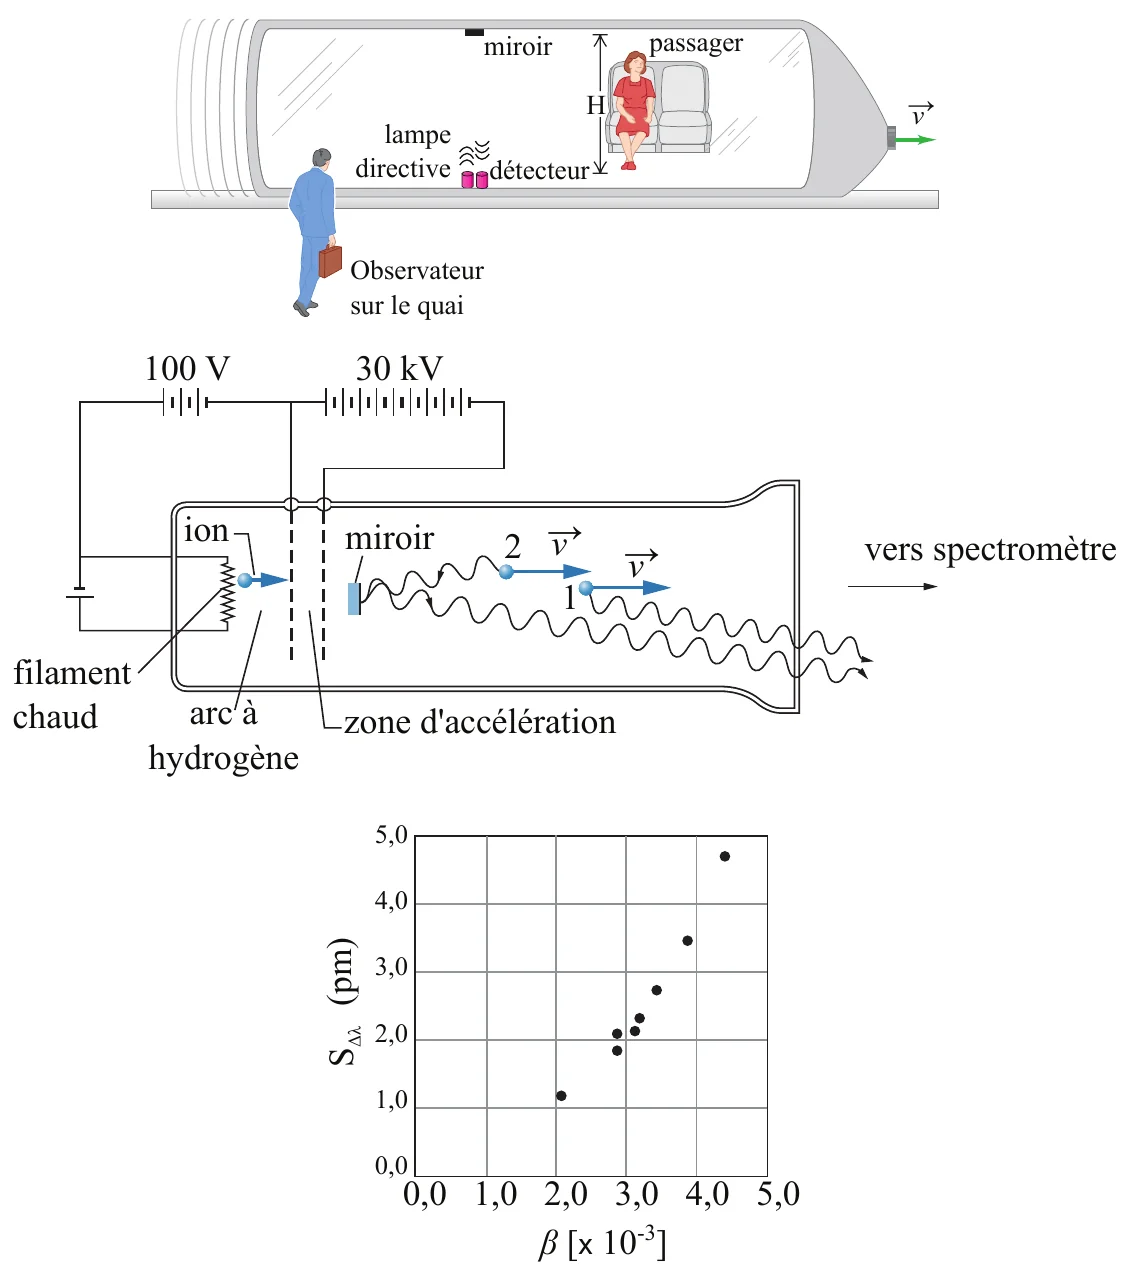 miroir
passager
H
v
lampe
directive
détecteur
Observateur
sur le quai
100 V
30 kV
ion
miroir
2
v
v
1
vers spectromètre
filament
chaud
arc à
hydrogène
zone d'accélération
5,0
4,0
3,0
2,0
1,0
0,0
S_Δλ (pm)
0,0 1,0 2,0 3,0 4,0 5,0
β [x 10^-3]